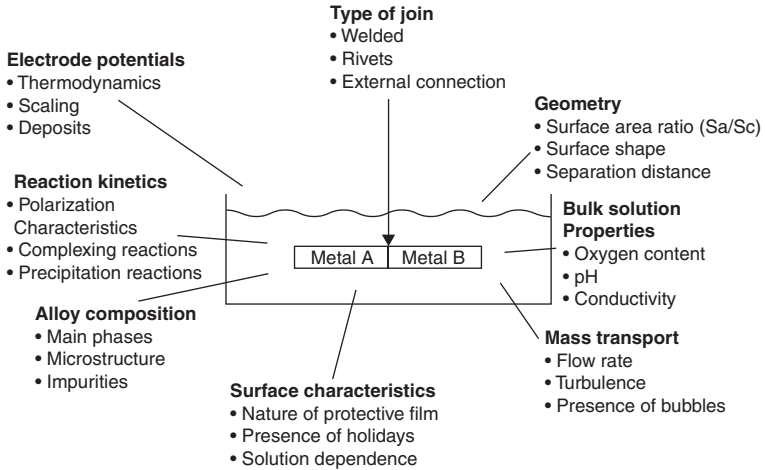 Type of join
• Welded
• Rivets
• External connection
Electrode potentials
• Thermodynamics
• Scaling
• Deposits
Geometry
• Surface area ratio (Sa/Sc)
• Surface shape
• Separation distance
Reaction kinetics
• Polarization
Characteristics
• Complexing reactions
• Precipitation reactions
Metal A
Metal B
Bulk solution
Properties
• Oxygen content
• pH
• Conductivity
Alloy composition
• Main phases
• Microstructure
• Impurities
Surface characteristics
• Nature of protective film
• Presence of holidays
• Solution dependence
Mass transport
• Flow rate
• Turbulence
• Presence of bubbles